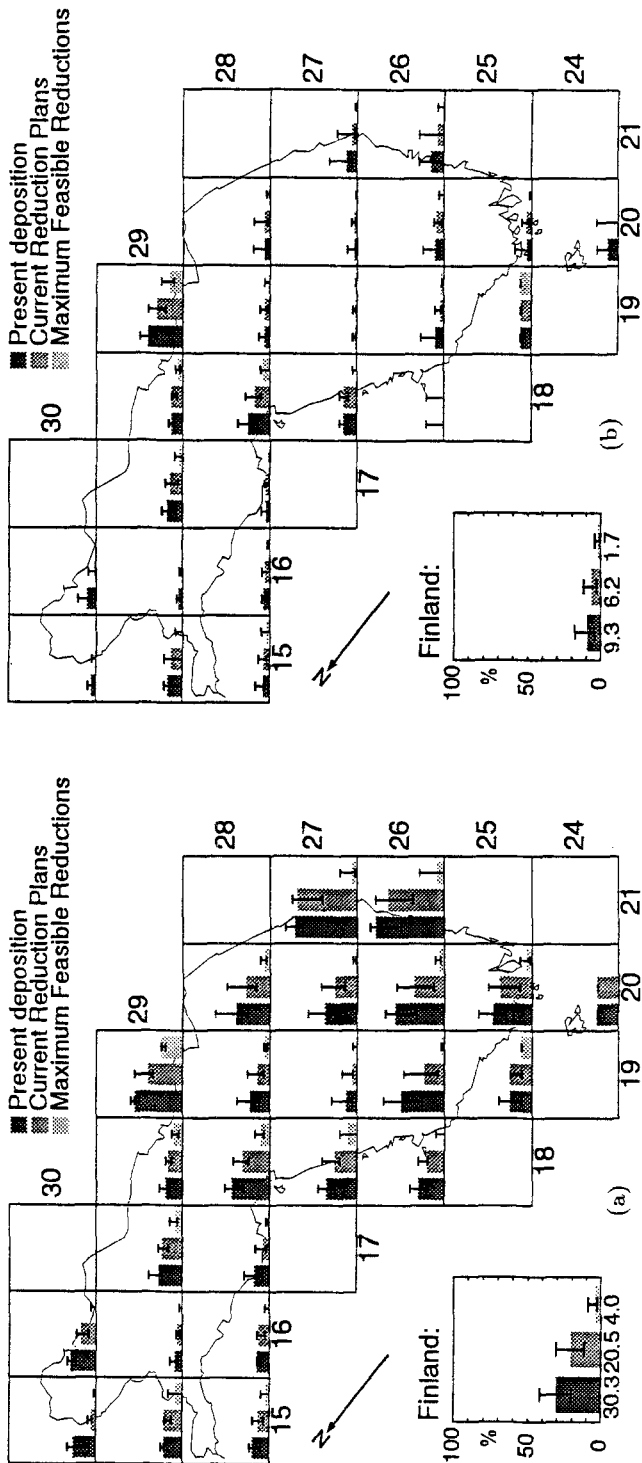 Present deposition
Current Reduction Plans
Maximum Feasible Reductions
30
29
28
27
26
25
24
15
16
17
18
19
20
21
N
Finland:
100
%
50
0
30.3 20.5 4.0
(a)
Present deposition
Current Reduction Plans
Maximum Feasible Reductions
30
29
28
27
26
25
24
15
16
17
18
19
20
21
N
Finland:
100
%
50
0
9.3 6.2 1.7
(b)